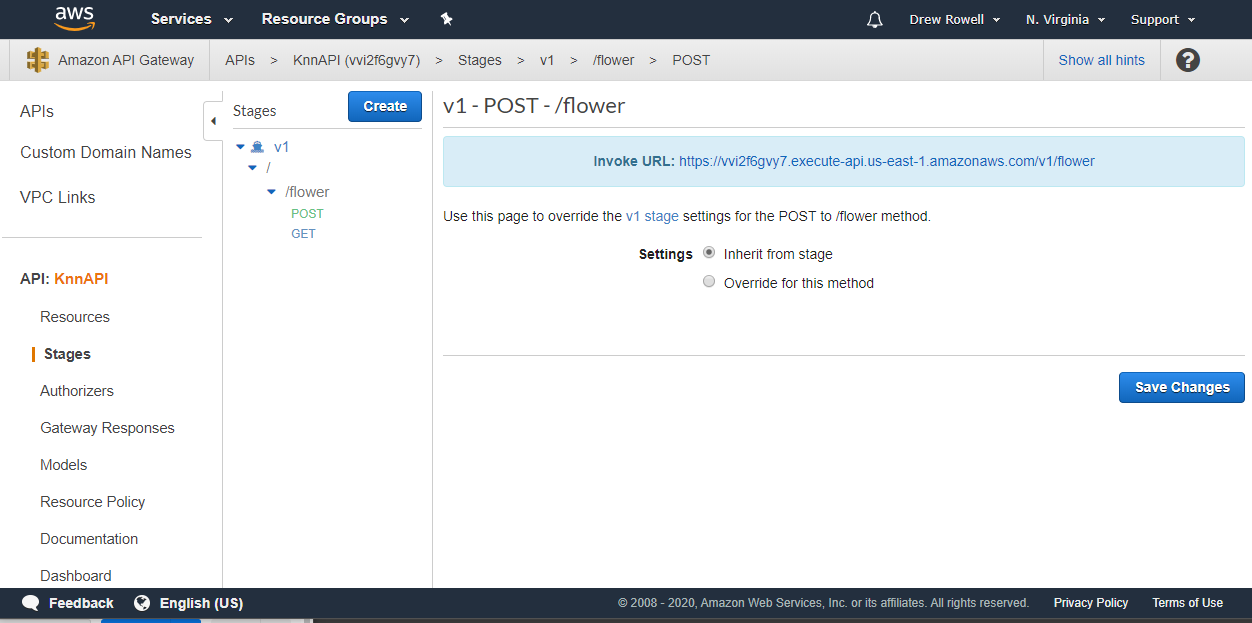 aws Services Resource Groups Drew Rowell N. Virginia Support
Amazon API Gateway APIs > KnnAPI (vvi2f6gvy7) > Stages > v1 > /flower > POST Show all hints ?
APIs
Custom Domain Names
VPC Links
API: KnnAPI
Resources
Stages
Authorizers
Gateway Responses
Models
Resource Policy
Documentation
Dashboard
Stages Create
v1
/
/flower
POST
GET
v1 - POST - /flower
Invoke URL: https://vvi2f6gvy7.execute-api.us-east-1.amazonaws.com/v1/flower
Use this page to override the v1 stage settings for the POST to /flower method.
Settings Inherit from stage
Override for this method
Save Changes
Feedback English (US) © 2008 - 2020, Amazon Web Services, Inc. or its affiliates. All rights reserved. Privacy Policy Terms of Use